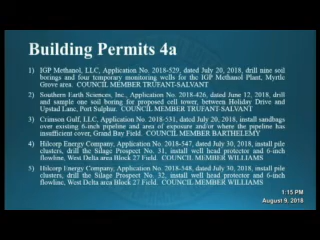 Building Permits 4a
1) IGP Methanol, LLC, Application No. 2018-529, dated July 20, 2018, drill nine soil
borings and four temporary monitoring wells for the IGP Methanol Plant, Myrtle
Grove area. COUNCIL MEMBER TRUFANT-SALVANT
2) Southern Earth Sciences, Inc., Application No. 2018-426, dated June 12, 2018, drill
and sample one soil boring for proposed cell tower, between Holiday Drive and
Upstad Lane, Port Sulphur. COUNCIL MEMBER TRUFANT-SALVANT
3) Crimson Gulf, LLC, Application No. 2018-531, dated July 20, 2018, install sandbags
over existing 6-inch pipeline and area of exposure and/or where the pipeline has
insufficient cover, Grand Bay Field. COUNCIL MEMBER BARTHELEMY
4) Hilcorp Energy Company, Application No. 2018-547, dated July 30, 2018, install pile
clusters, drill the Silage Prospect No. 31, install well head protector and 6-inch
flowline, West Delta area Block 27 Field. COUNCIL MEMBER WILLIAMS
5) Hilcorp Energy Company, Application No. 2018-548, dated July 30, 2018, install pile
clusters, drill the Silage Prospect No. 32, install well head protector and 6-inch
flowline, West Delta area Block 27 Field. COUNCIL MEMBER WILLIAMS
1:15 PM
August 9, 2018